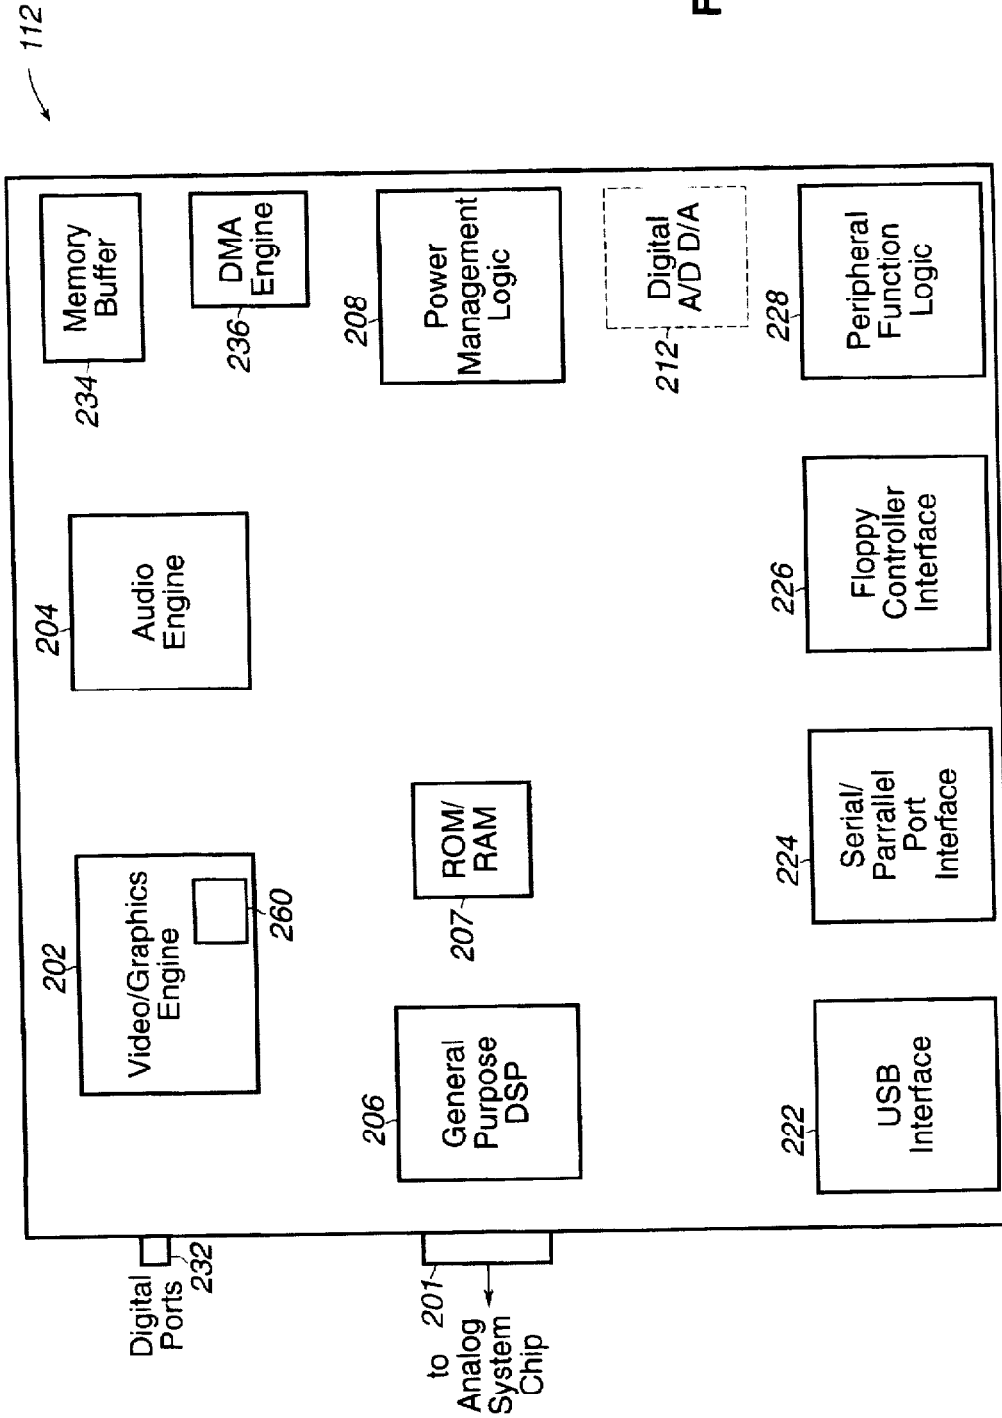 112
F
Digital
Ports
232
to
Analog
System
Chip
201
202
Video/Graphics
Engine
260
204
Audio
Engine
234
Memory
Buffer
236
DMA
Engine
206
General
Purpose
DSP
207
ROM/
RAM
208
Power
Management
Logic
212
Digital
A/D D/A
222
USB
Interface
224
Serial/
Parrallel
Port
Interface
226
Floppy
Controller
Interface
228
Peripheral
Function
Logic